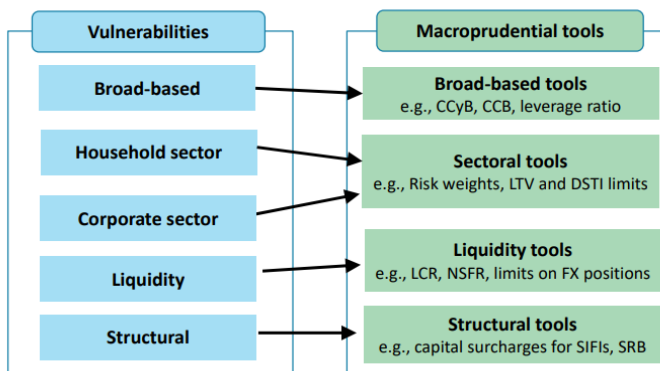 Vulnerabilities
Macroprudential tools
Broad-based
Broad-based tools
e.g., CCyB, CCB, leverage ratio
Household sector
Sectoral tools
e.g., Risk weights, LTV and DSTI limits
Corporate sector
Liquidity tools
e.g., LCR, NSFR, limits on FX positions
Liquidity
Structural tools
e.g., capital surcharges for SIFIs, SRB
Structural